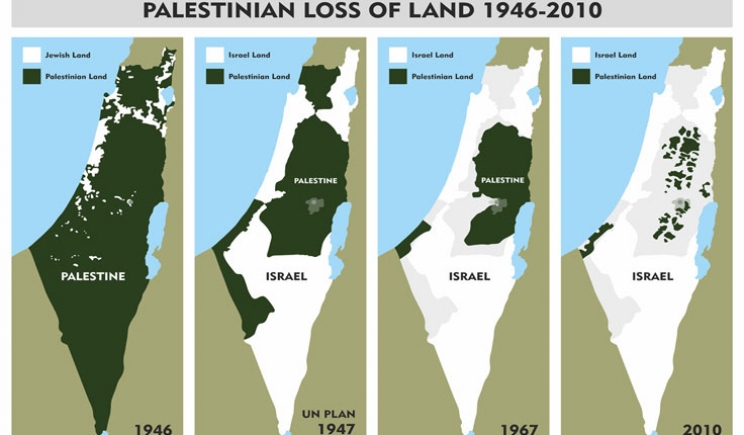 PALESTINIAN LOSS OF LAND 1946-2010
Jewish Land
Palestinian Land
PALESTINE
1946
Israel Land
Palestinian Land
PALESTINE
ISRAEL
UN PLAN
1947
Israel Land
Palestinian Land
PALESTINE
ISRAEL
1967
Israel Land
Palestinian Land
ISRAEL
2010